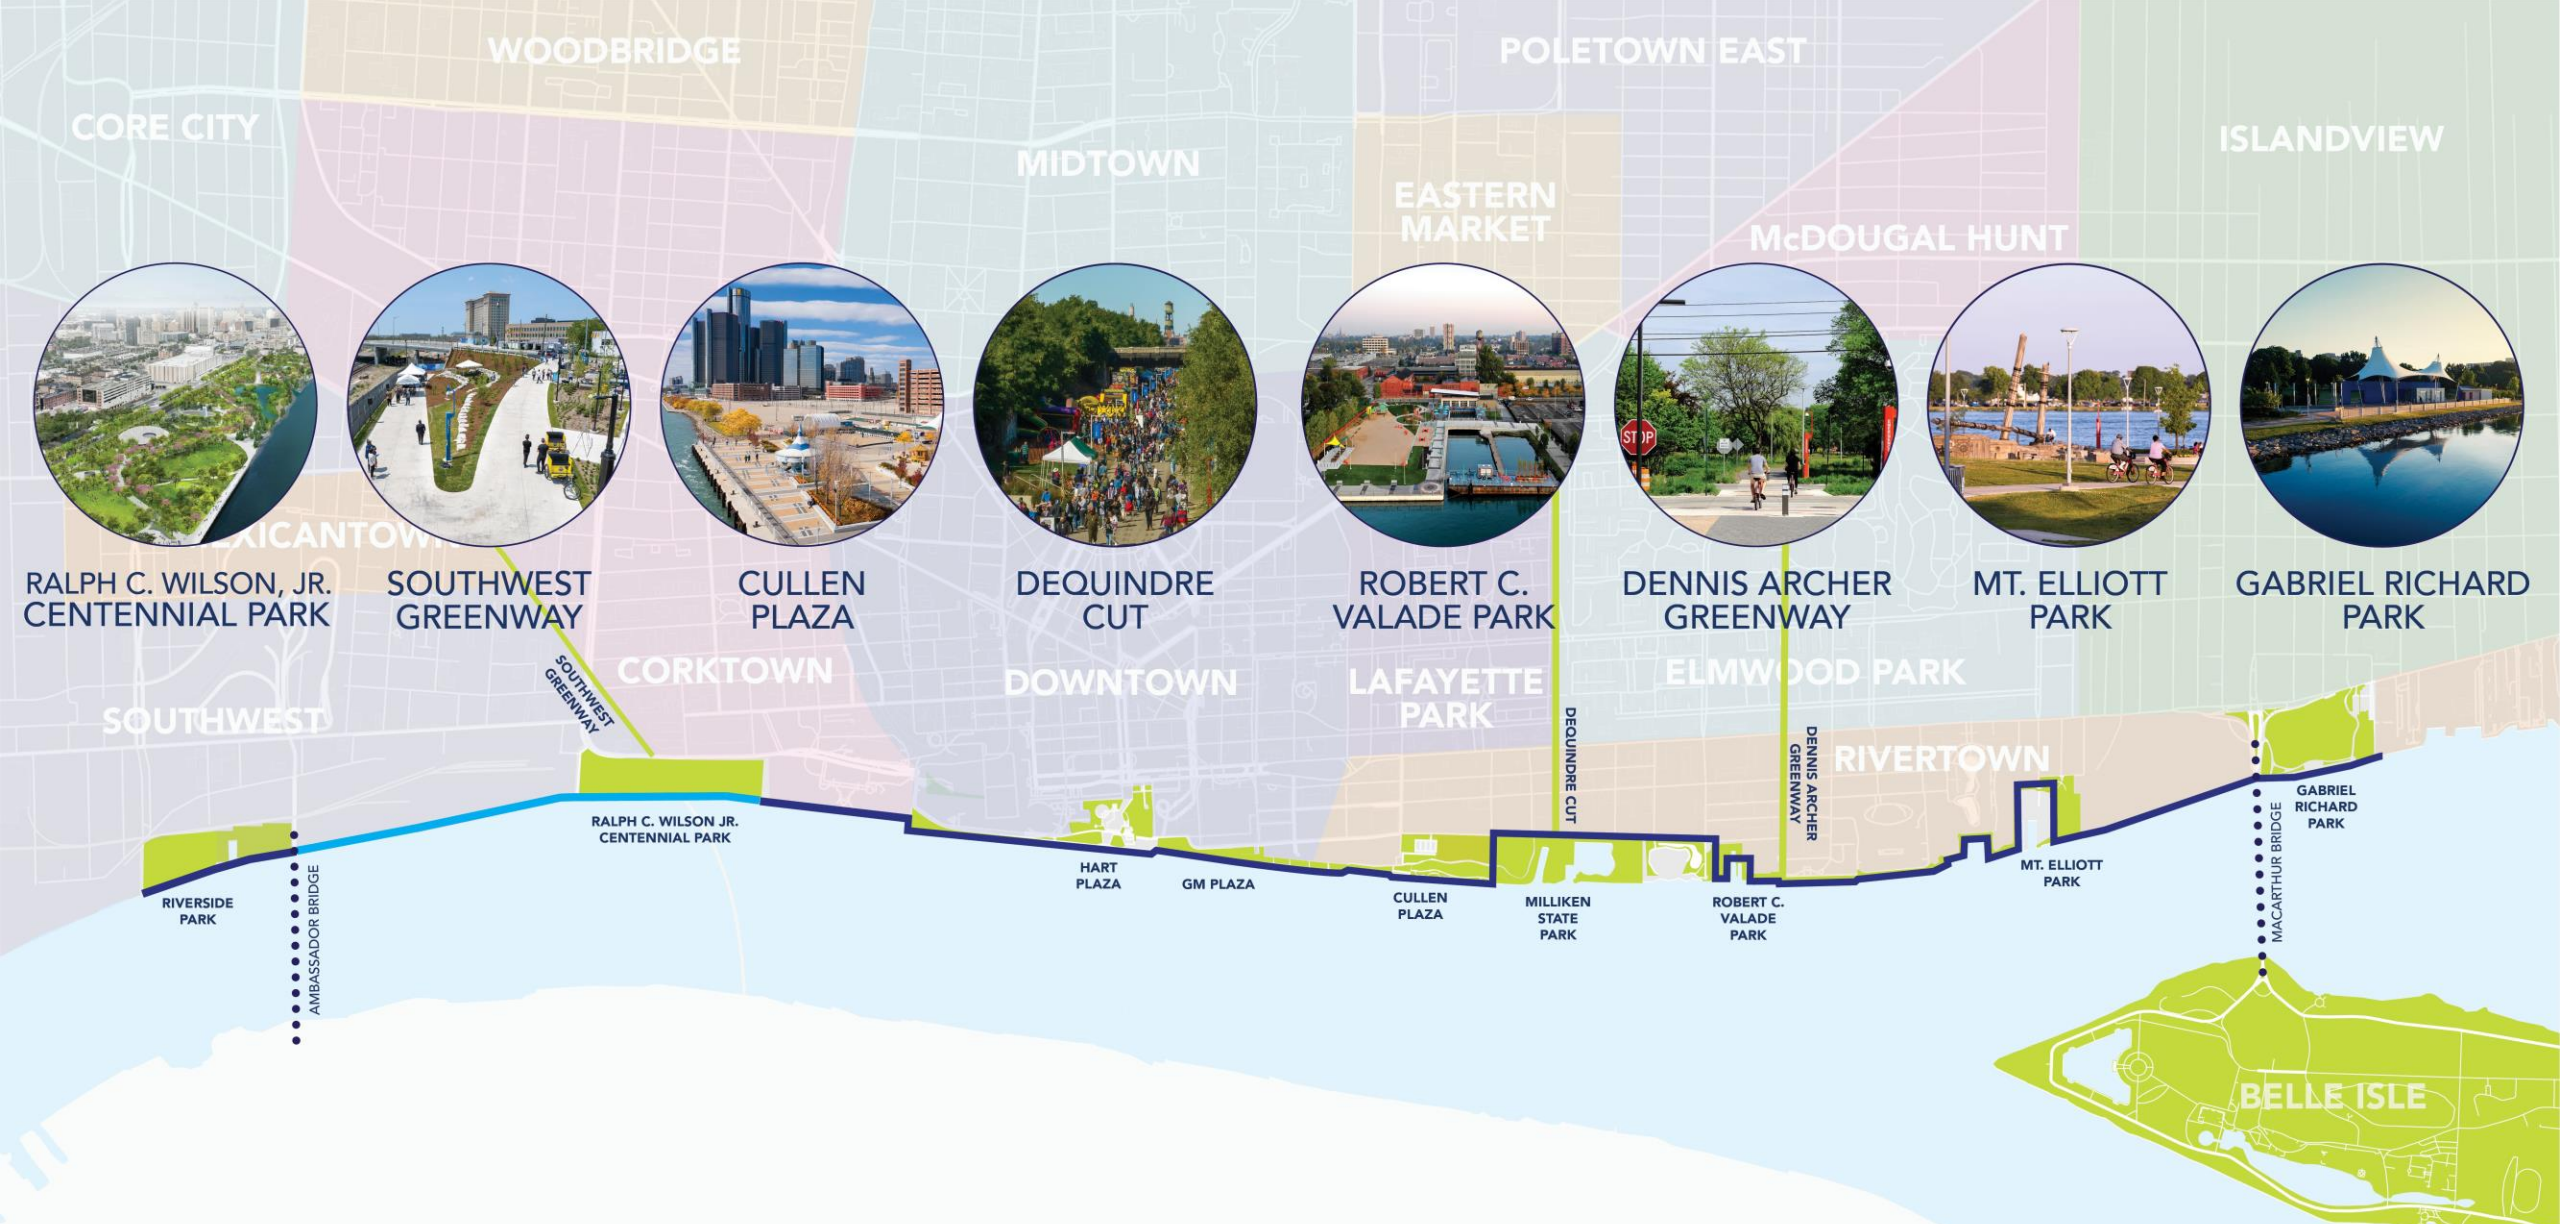 WOODBRIDGE
POLETOWN EAST
CORE CITY
ISLANDVIEW
MIDTOWN
EASTERN
MARKET
McDOUGAL HUNT
STOP
RALPH C. WILSON, JR.
CENTENNIAL PARK
SOUTHWEST
GREENWAY
CULLEN
PLAZA
DEQUINDRE
CUT
ROBERT C.
VALADE PARK
DENNIS ARCHER
GREENWAY
MT. ELLIOTT
PARK
GABRIEL RICHARD
PARK
SOUTHWEST
GREENWAY
CORKTOWN
DOWNTOWN
LAFAYETTE
PARK
ELMWOOD PARK
SOUTHWEST
DEQUINDRE CUT
DENNIS ARCHER
GREENWAY
RIVERTOWN
RALPH C. WILSON JR.
CENTENNIAL PARK
GABRIEL
RICHARD
PARK
HART
PLAZA
GM PLAZA
MT. ELLIOTT
PARK
CULLEN
PLAZA
MILLIKEN
STATE
PARK
ROBERT C.
VALADE
PARK
RIVERSIDE
PARK
AMBASSADOR BRIDGE
MACARTHUR BRIDGE
BELLE ISLE